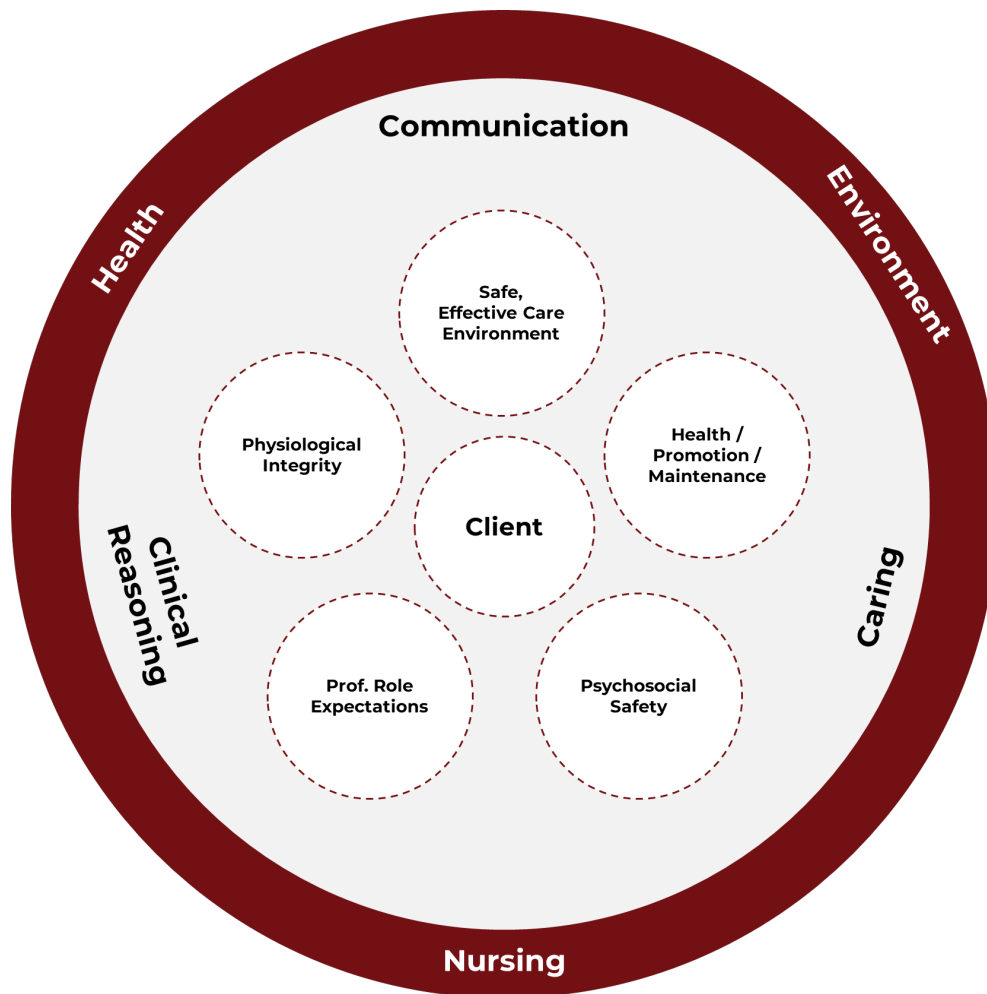 Communication
Health
Environment
Safe,
Effective Care
Environment
Physiological
Integrity
Health /
Promotion /
Maintenance
Client
Clinical
Reasoning
Caring
Prof. Role
Expectations
Psychosocial
Safety
Nursing